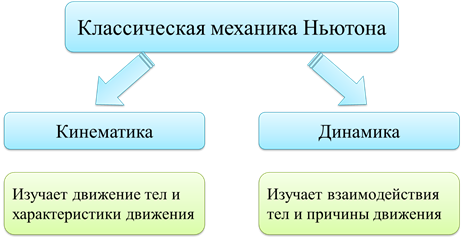 Классическая механика Ньютона
Кинематика
Динамика
Изучает движение тел и
характеристики движения
Изучает взаимодействия
тел и причины движения